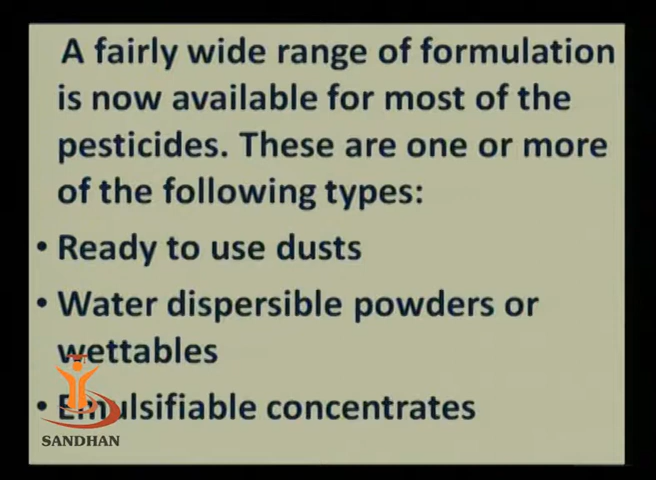 A fairly wide range of formulation
is now available for most of the
pesticides. These are one or more
of the following types:
• Ready to use dusts
• Water dispersible powders or
wettables
• Emulsifiable concentrates
SANDHAN